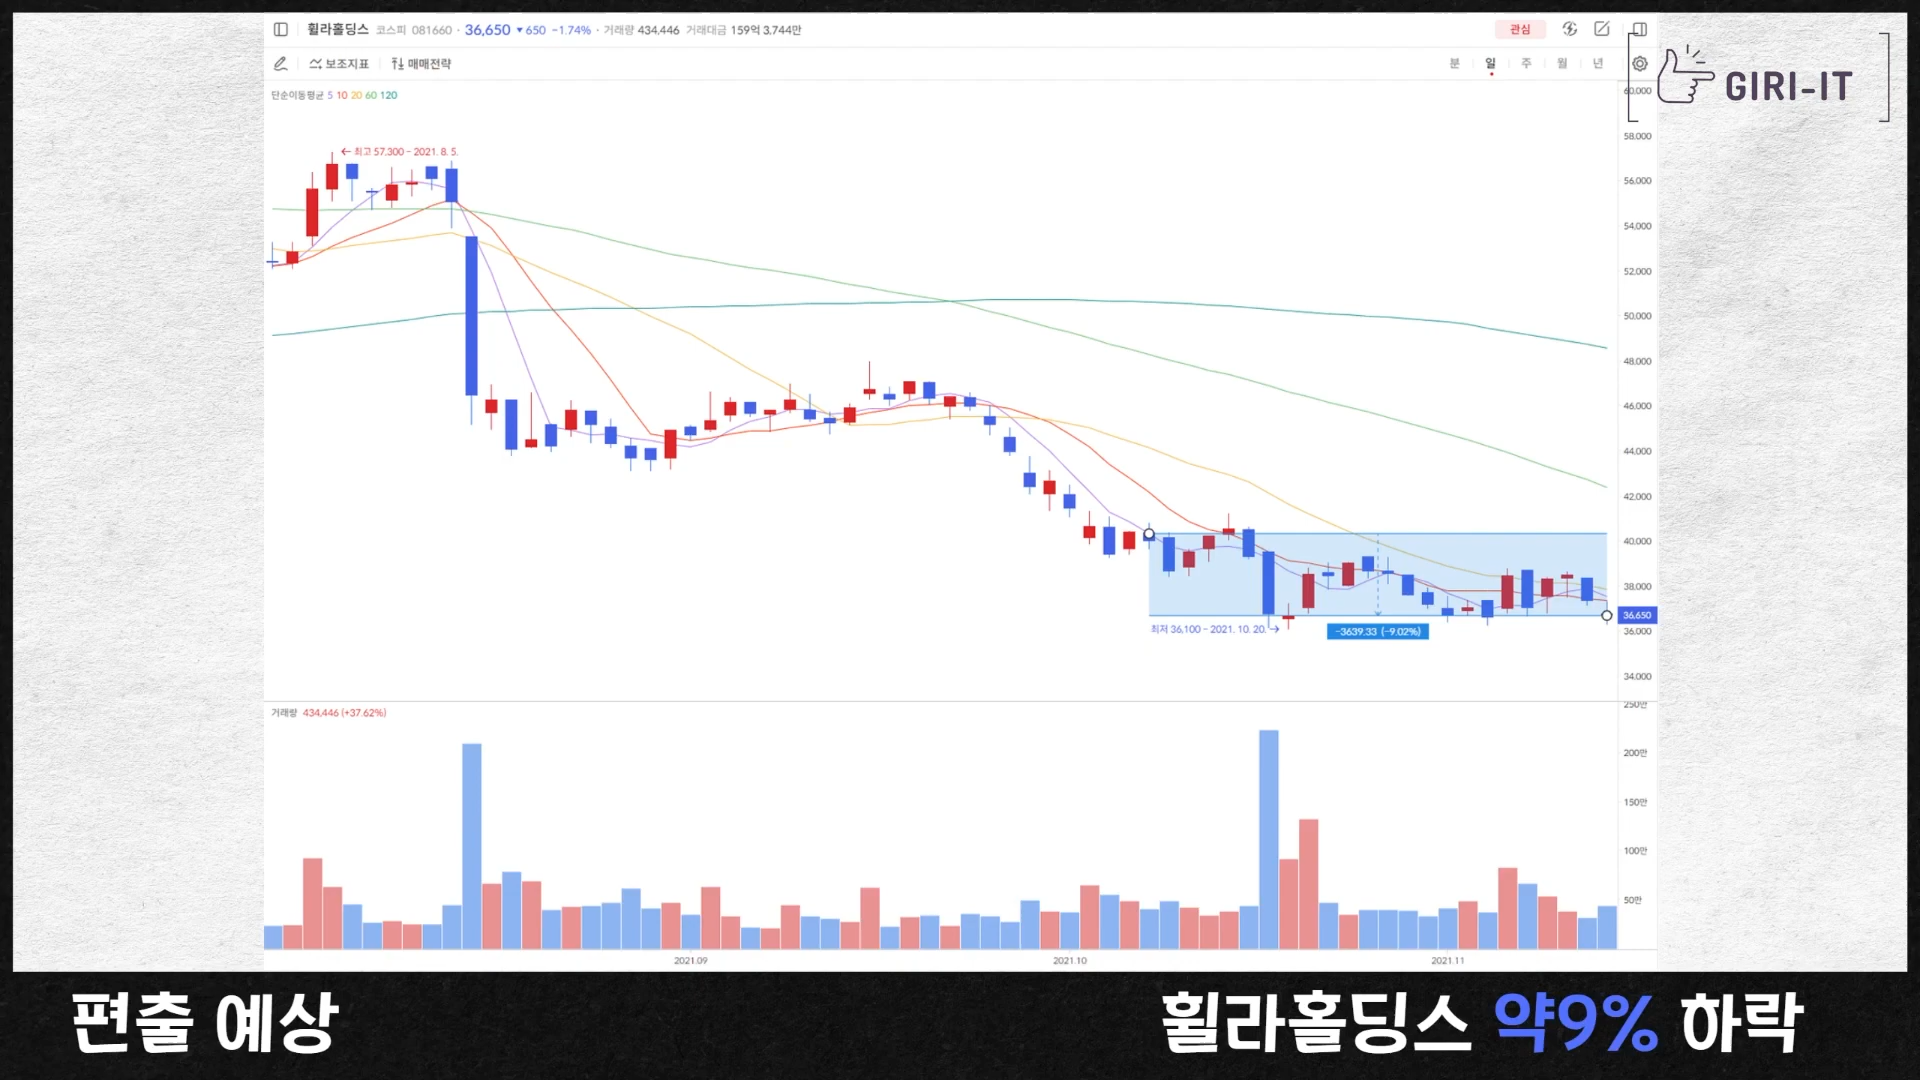 휠라홀딩스 코스피 081660 · 36,650 ▼650 −1.74% · 거래량 434,446 거래대금 159억 3,744만
관심
보조지표
매매전략
분 일 주 월 년
GIRI-IT
단순이동평균 5 10 20 60 120
60,000
← 최고 57,300 − 2021. 8. 5.
58,000
56,000
54,000
52,000
50,000
48,000
46,000
44,000
42,000
40,000
38,000
36,650
36,000
34,000
최저 36,100 − 2021. 10. 20. →
−3639.33 (−9.02%)
거래량 434,446 (+37.62%)
250만
200만
150만
100만
50만
2021.09
2021.10
2021.11
편출 예상
휠라홀딩스 약9% 하락